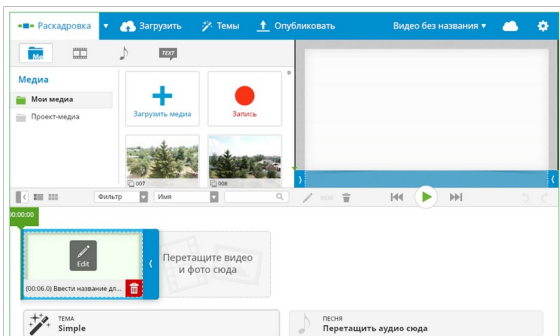 Раскадровка
Загрузить
Темы
Опубликовать
Видео без названия
Me
TEXT
Медиа
Мои медиа
Проект-медиа
Загрузить медиа
Запись
007
008
Фильтр
Имя
00:00:00
Edit
(00:06.0) Ввести название дл...
Перетащите видео
и фото сюда
ТЕМА
Simple
ПЕСНЯ
Перетащить аудио сюда